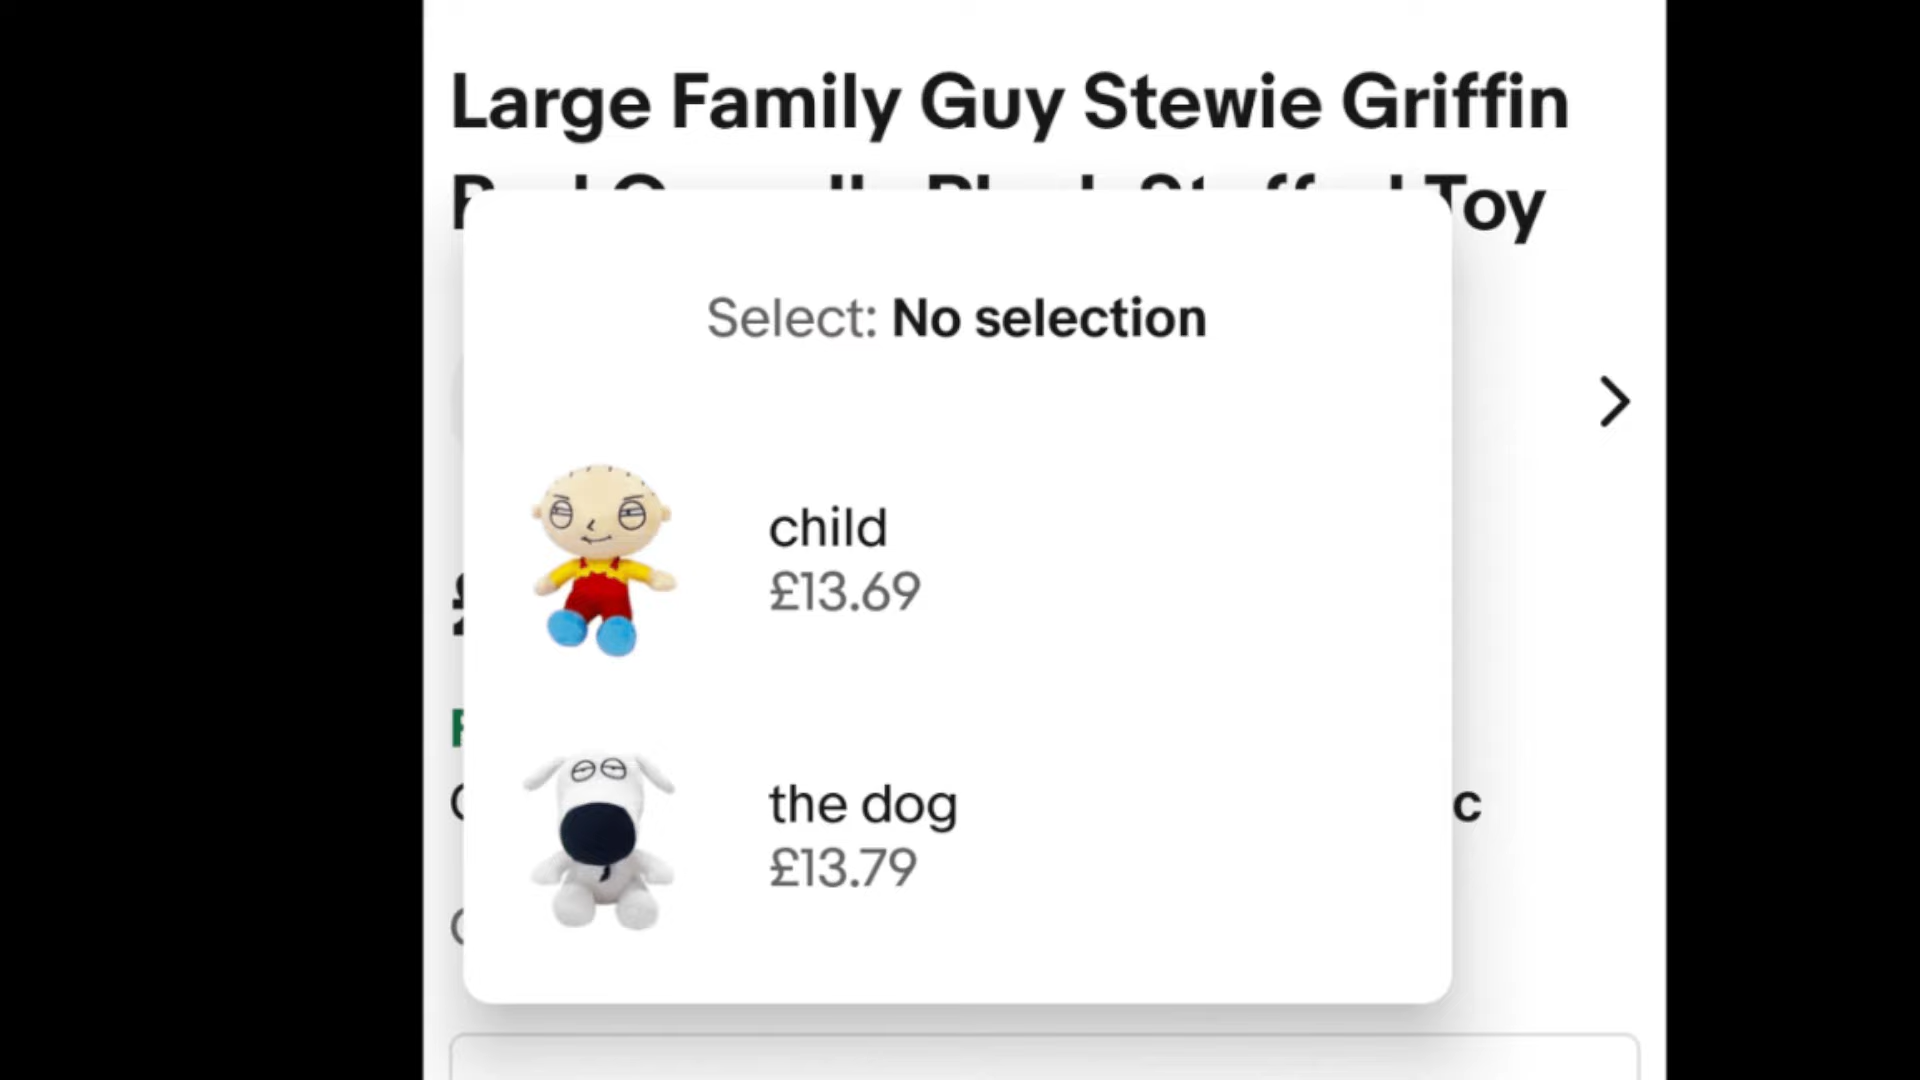 Large Family Guy Stewie Griffin
Toy
Select: No selection
child
£13.69
the dog
£13.79